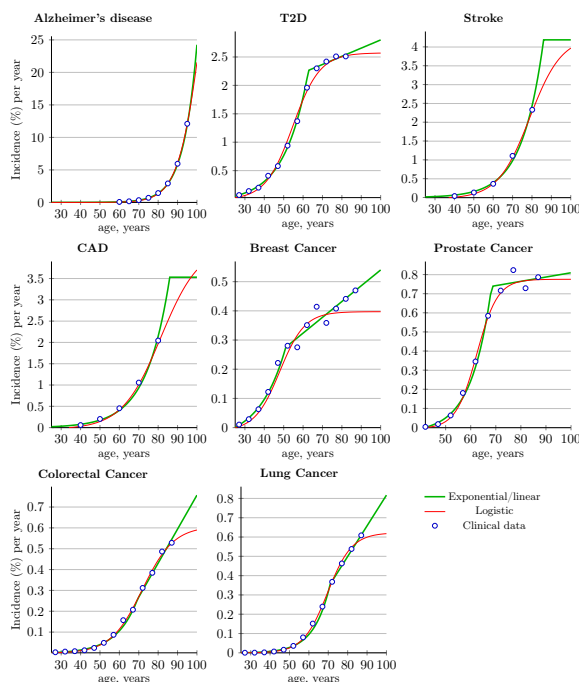 Alzheimer's disease
T2D
Stroke
Incidence (%) per year
25
20
15
10
5
0
30 40 50 60 70 80 90 100
age, years
2.5
2
1.5
1
0.5
0
30 40 50 60 70 80 90 100
age, years
4
3.5
3
2.5
2
1.5
1
0.5
0
30 40 50 60 70 80 90 100
age, years
CAD
Breast Cancer
Prostate Cancer
Incidence (%) per year
3.5
3
2.5
2
1.5
1
0.5
0
30 40 50 60 70 80 90 100
age, years
0.5
0.4
0.3
0.2
0.1
0
30 40 50 60 70 80 90 100
age, years
0.8
0.7
0.6
0.5
0.4
0.3
0.2
0.1
0
50 60 70 80 90 100
age, years
Colorectal Cancer
Lung Cancer
Incidence (%) per year
0.7
0.6
0.5
0.4
0.3
0.2
0.1
30 40 50 60 70 80 90 100
age, years
0.8
0.7
0.6
0.5
0.4
0.3
0.2
0.1
0
30 40 50 60 70 80 90 100
age, years
Exponential/linear
Logistic
Clinical data